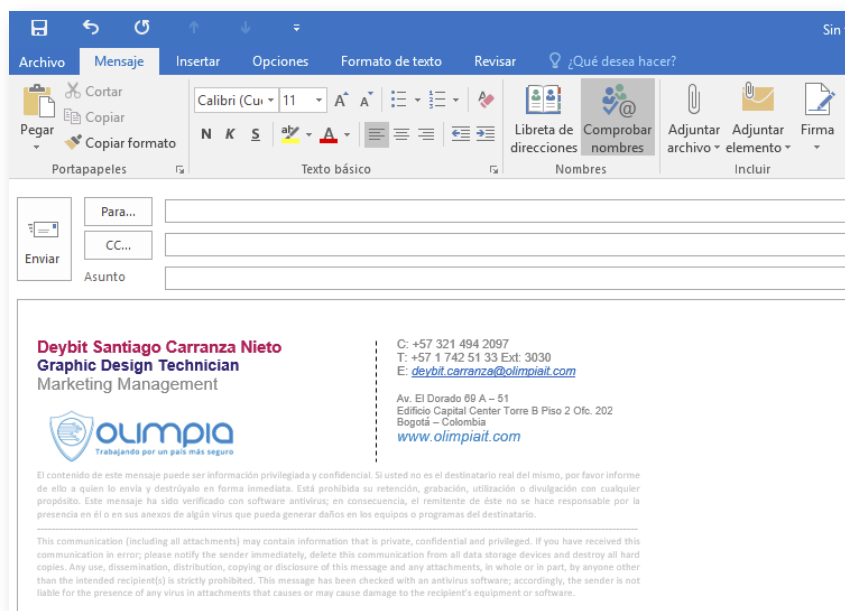 Sin
Archivo Mensaje Insertar Opciones Formato de texto Revisar ¿Qué desea hacer?
Pegar
Cortar
Copiar
Copiar formato
Portapapeles
Calibri (Cu 11 A A
N K S aby A
Texto básico
Libreta de direcciones
Comprobar nombres
Nombres
Adjuntar archivo
Adjuntar elemento
Firma
Incluir
Enviar
Para...
CC...
Asunto
Deybit Santiago Carranza Nieto
Graphic Design Technician
Marketing Management
OLIMPIA
Trabajando por un país más seguro
C: +57 321 494 2097
T: +57 1 742 51 33 Ext: 3030
E: deybit.carranza@olimpiait.com
Av. El Dorado 69 A – 51
Edificio Capital Center Torre B Piso 2 Ofc. 202
Bogotá – Colombia
www.olimpiait.com
El contenido de este mensaje puede ser información privilegiada y confidencial. Si usted no es el destinatario real del mismo, por favor informe
de ello a quien lo envía y destrúyalo en forma inmediata. Está prohibida su retención, grabación, utilización o divulgación con cualquier
propósito. Este mensaje ha sido verificado con software antivirus; en consecuencia, el remitente de éste no se hace responsable por la
presencia en él o en sus anexos de algún virus que pueda generar daños en los equipos o programas del destinatario.
This communication (including all attachments) may contain information that is private, confidential and privileged. If you have received this
communication in error; please notify the sender immediately, delete this communication from all data storage devices and destroy all hard
copies. Any use, dissemination, distribution, copying or disclosure of this message and any attachments, in whole or in part, by anyone other
than the intended recipient(s) is strictly prohibited. This message has been checked with an antivirus software; accordingly, the sender is not
liable for the presence of any virus in attachments that causes or may cause damage to the recipient's equipment or software.